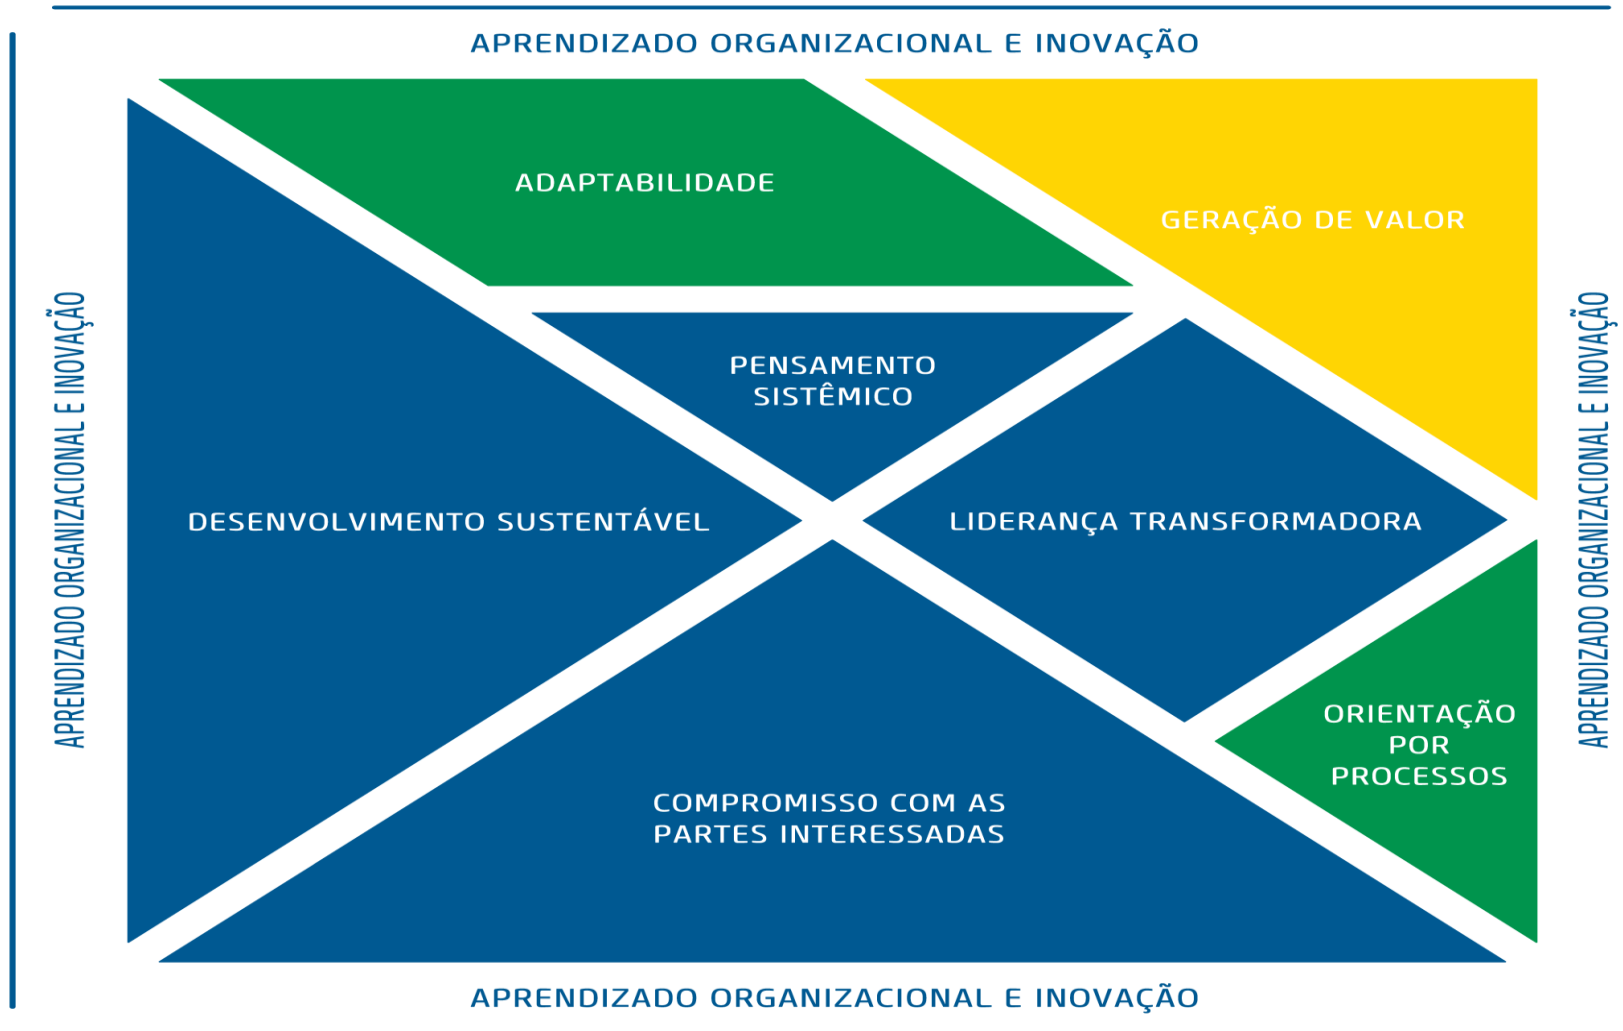 APRENDIZADO ORGANIZACIONAL E INOVAÇÃO
ADAPTABILIDADE
GERAÇÃO DE VALOR
APRENDIZADO ORGANIZACIONAL E INOVAÇÃO
PENSAMENTO
SISTÊMICO
DESENVOLVIMENTO SUSTENTÁVEL
LIDERANÇA TRANSFORMADORA
APRENDIZADO ORGANIZACIONAL E INOVAÇÃO
ORIENTAÇÃO
POR
PROCESSOS
COMPROMISSO COM AS
PARTES INTERESSADAS
APRENDIZADO ORGANIZACIONAL E INOVAÇÃO